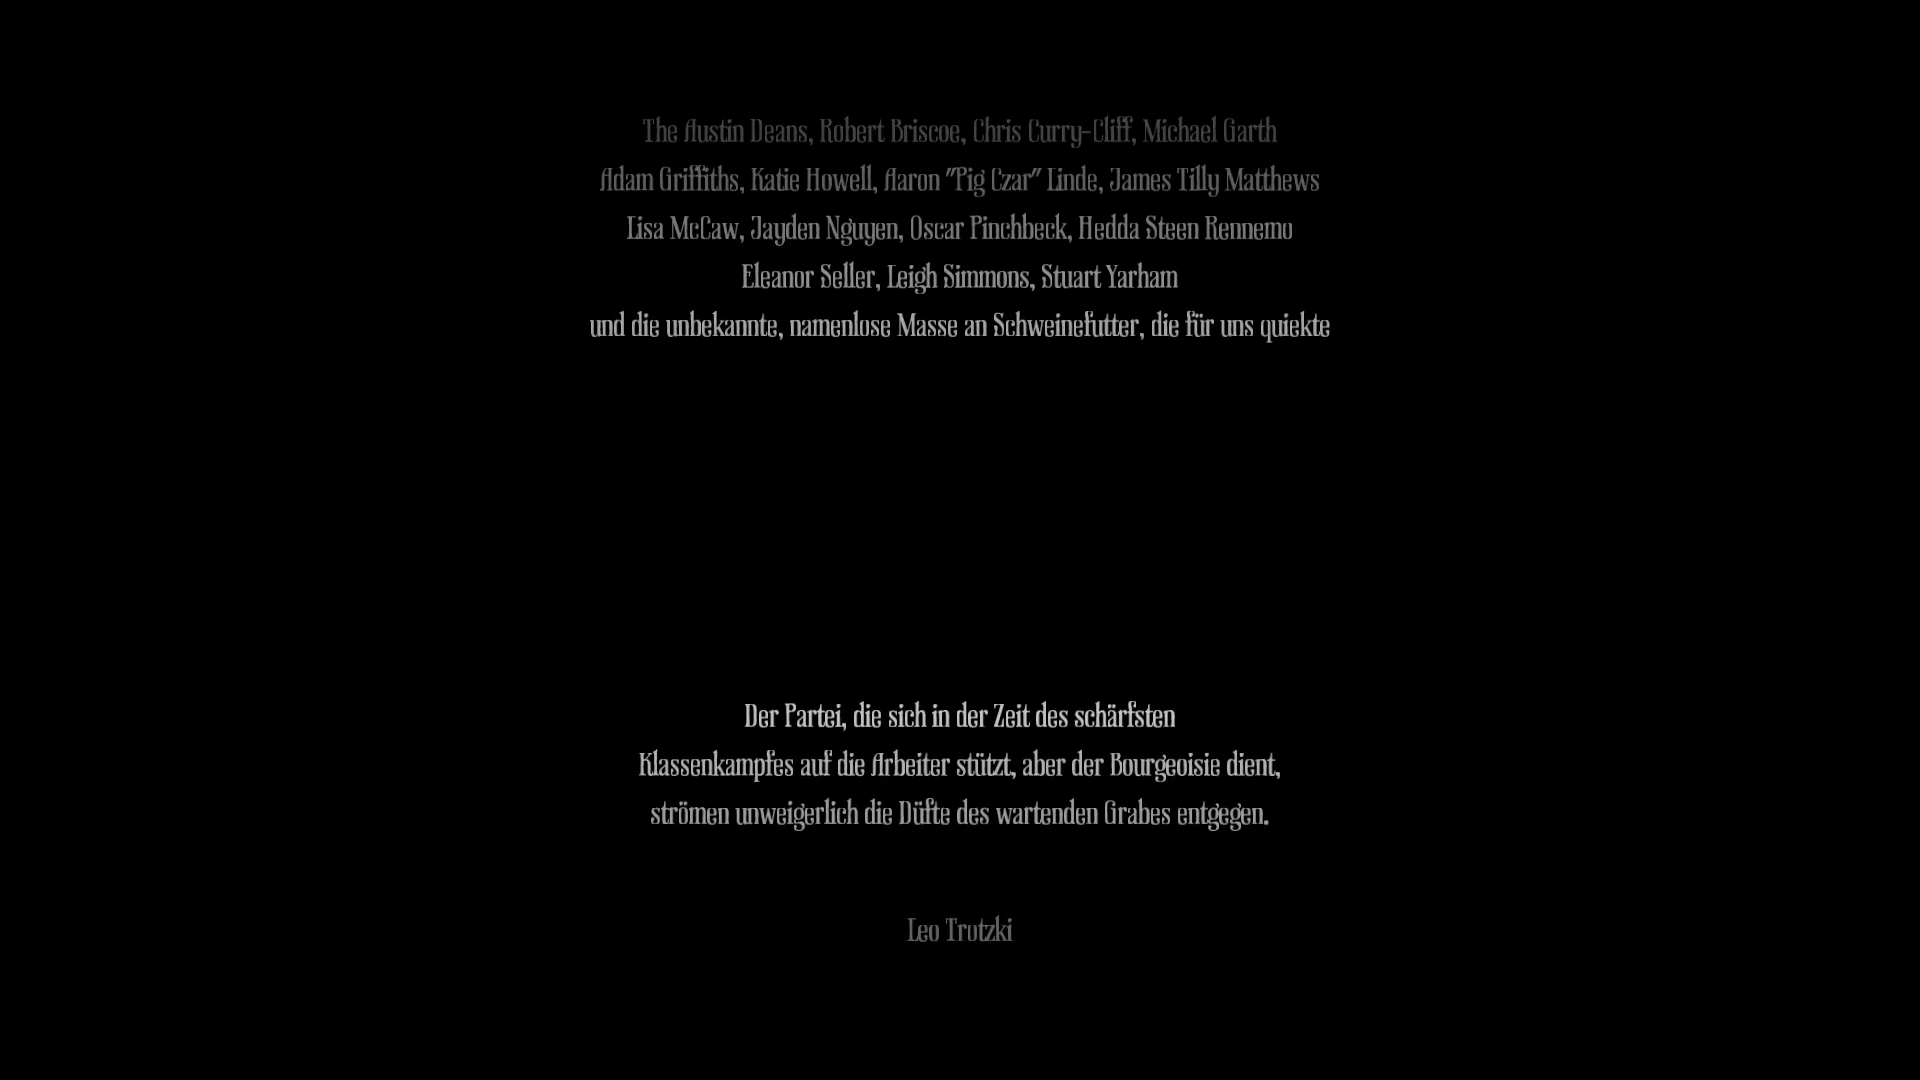 The Austin Deans, Robert Briscoe, Chris Curry-Cliff, Michael Garth
Adam Griffiths, Katie Howell, Aaron "Pig Czar" Linde, James Tilly Matthews
Lisa McCaw, Jayden Nguyen, Oscar Pinchbeck, Hedda Steen Rennemo
Eleanor Seller, Leigh Simmons, Stuart Yarham
und die unbekannte, namenlose Masse an Schweinefutter, die für uns quiekte
Der Partei, die sich in der Zeit des schärfsten
Klassenkampfes auf die Arbeiter stützt, aber der Bourgeoisie dient,
strömen unweigerlich die Düfte des wartenden Grabes entgegen.
Leo Trotzki